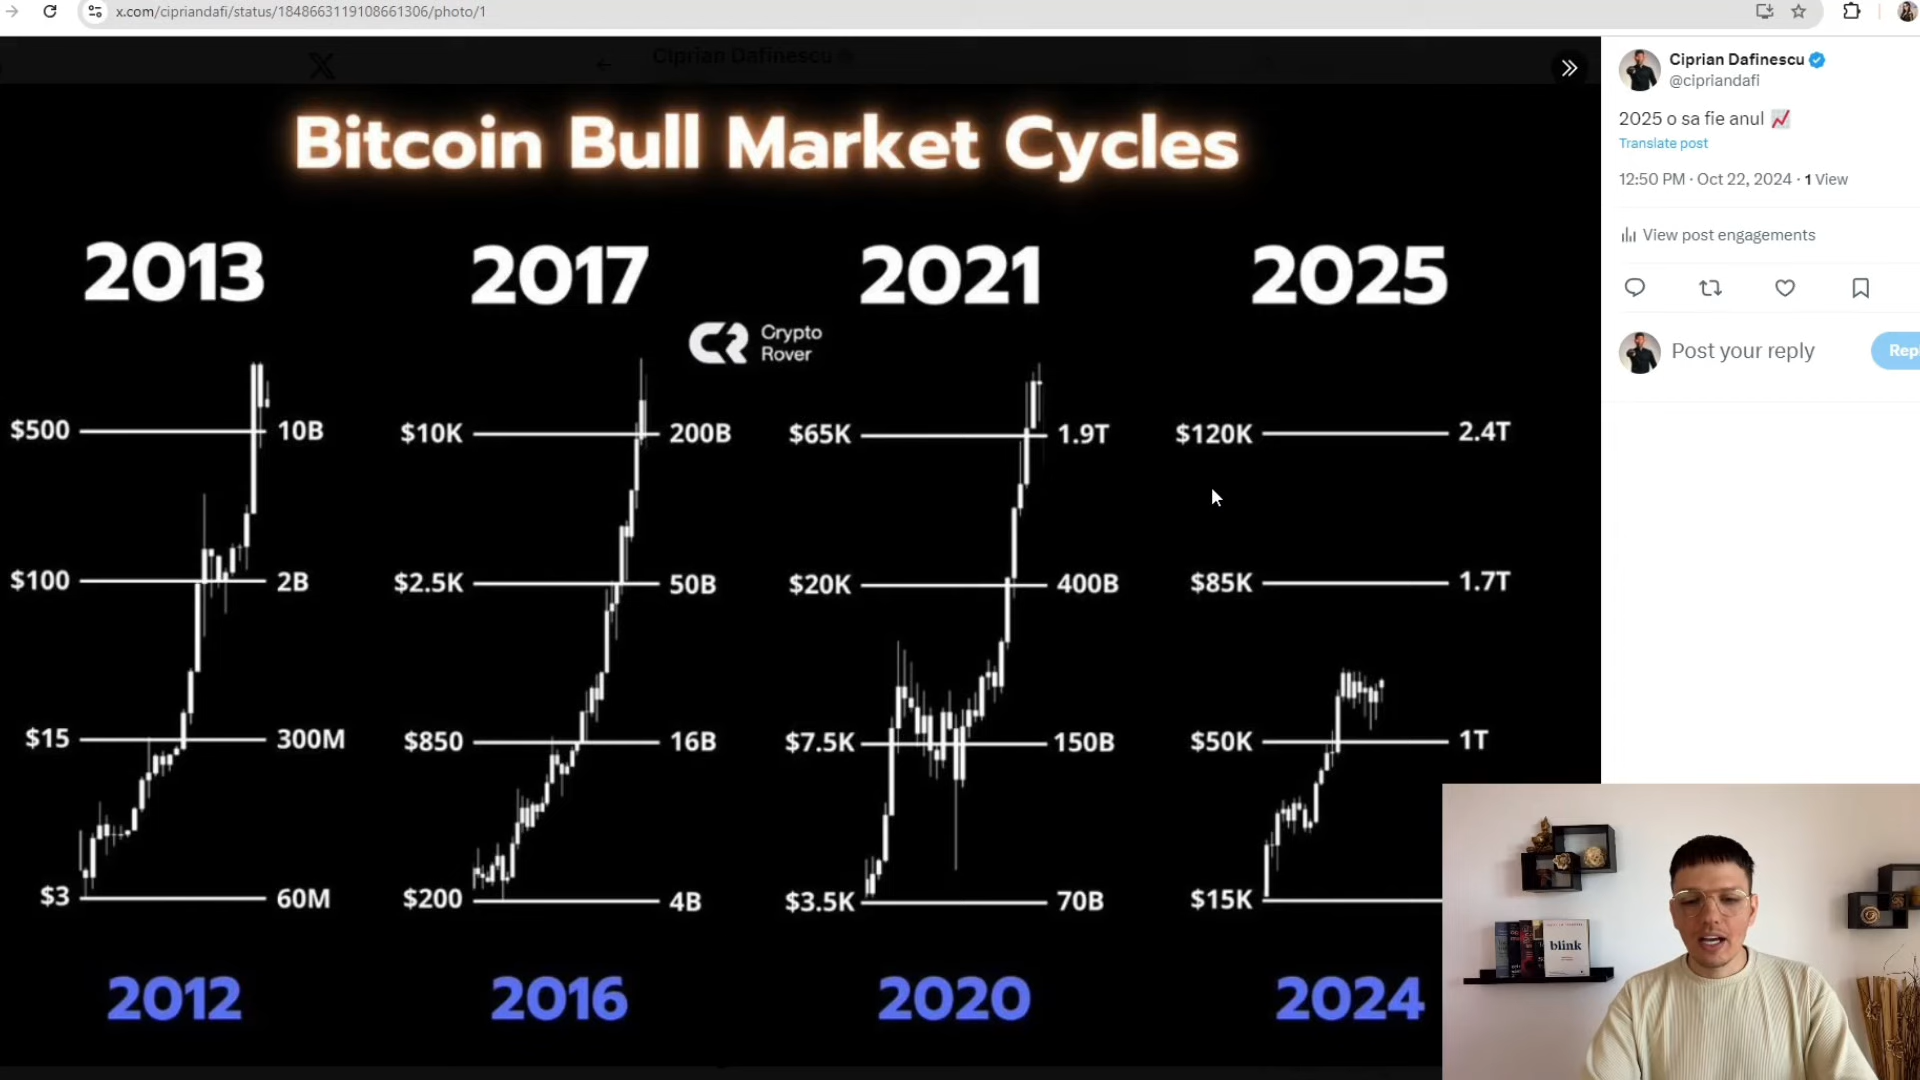 x.com/cipriandafi/status/1848663119108661306/photo/1
Ciprian Dafinescu
Bitcoin Bull Market Cycles
2013
2017
2021
2025
Crypto
Rover
$500
10B
$100
2B
$15
300M
$3
60M
$10K
200B
$2.5K
50B
$850
16B
$200
4B
$65K
1.9T
$20K
400B
$7.5K
150B
$3.5K
70B
$120K
2.4T
$85K
1.7T
$50K
1T
$15K
2012
2016
2020
2024
Ciprian Dafinescu
@cipriandafi
2025 o sa fie anul 📈
Translate post
12:50 PM · Oct 22, 2024 · 1 View
View post engagements
Post your reply
Rep
blink